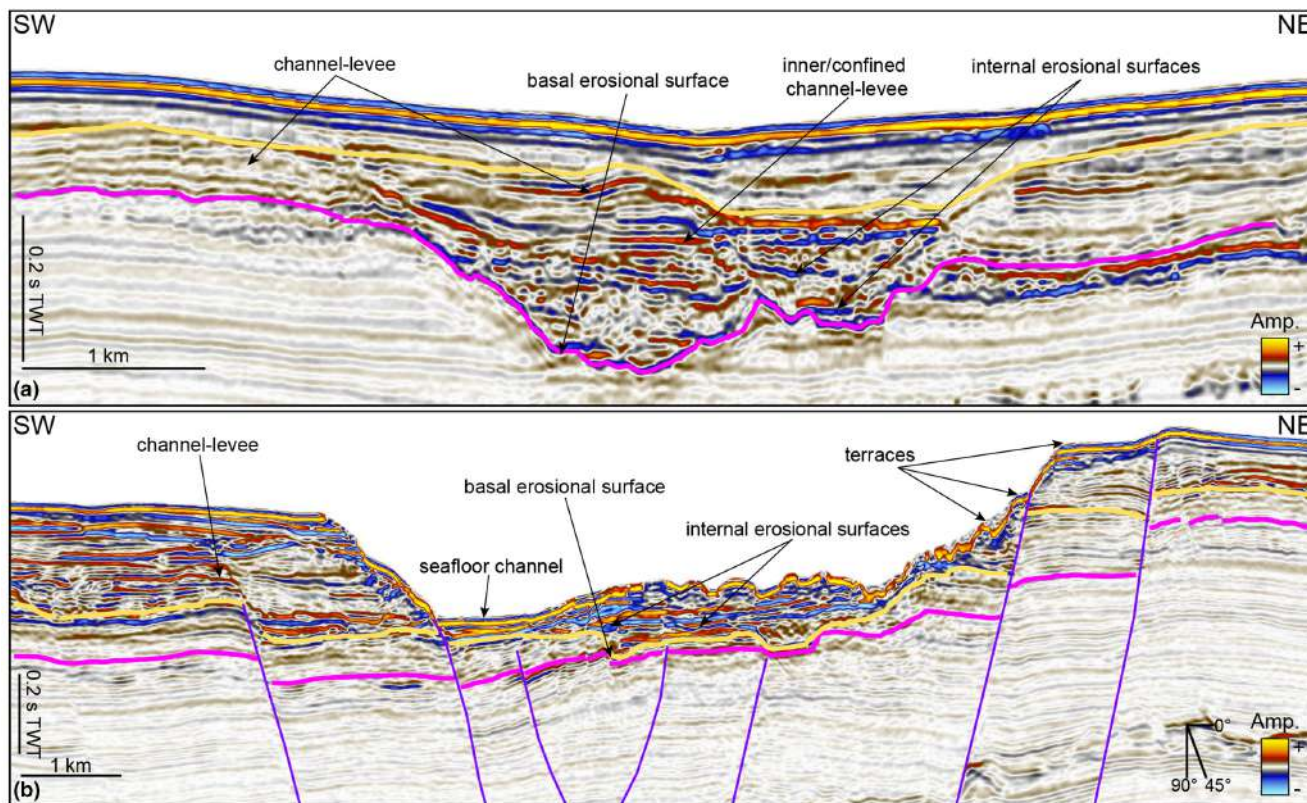 SW
NE
channel-levee
basal erosional surface
inner/confined
channel-levee
internal erosional surfaces
0.2 s TWT
1 km
Amp.
+
-
(a)
SW
NE
channel-levee
basal erosional surface
terraces
internal erosional surfaces
seafloor channel
0.2 s TWT
1 km
0°
90° 45°
Amp.
+
-
(b)